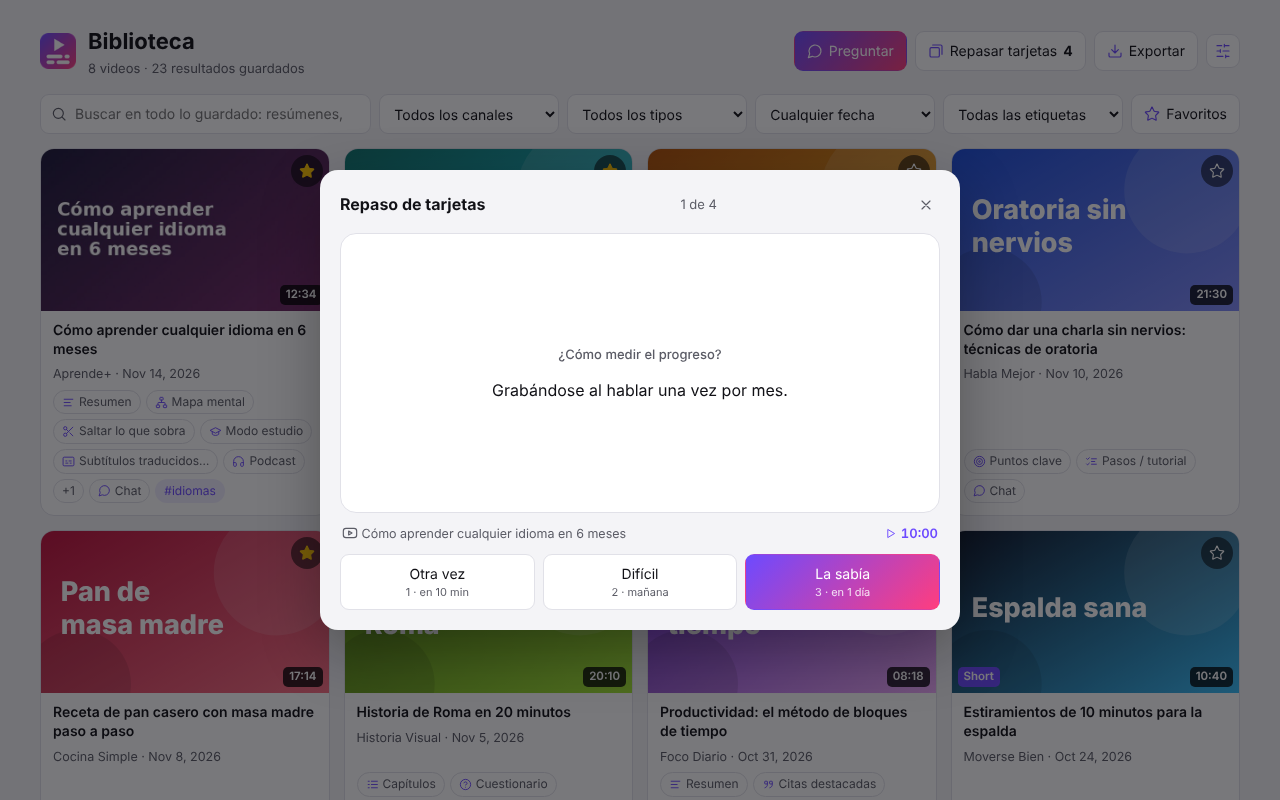 Biblioteca
8 videos · 23 resultados guardados
Preguntar
Repasar tarjetas 4
Exportar
Buscar en todo lo guardado: resúmenes,
Todos los canales
Todos los tipos
Cualquier fecha
Todas las etiquetas
Favoritos
Cómo aprender
cualquier idioma
en 6 meses
12:34
Cómo aprender cualquier idioma en 6
meses
Aprende+ · Nov 14, 2026
Resumen
Mapa mental
Saltar lo que sobra
Modo estudio
Subtítulos traducidos...
Podcast
+1
Chat
#idiomas
Oratoria sin
nervios
21:30
Cómo dar una charla sin nervios:
técnicas de oratoria
Habla Mejor · Nov 10, 2026
Puntos clave
Pasos / tutorial
Chat
Repaso de tarjetas
1 de 4
¿Cómo medir el progreso?
Grabándose al hablar una vez por mes.
Cómo aprender cualquier idioma en 6 meses
10:00
Otra vez
1 · en 10 min
Difícil
2 · mañana
La sabía
3 · en 1 día
Pan de
masa madre
17:14
Receta de pan casero con masa madre
paso a paso
Cocina Simple · Nov 8, 2026
Roma
20:10
Historia de Roma en 20 minutos
Historia Visual · Nov 5, 2026
Capítulos
Cuestionario
tiempo
08:18
Productividad: el método de bloques
de tiempo
Foco Diario · Oct 31, 2026
Resumen
Citas destacadas
Espalda sana
Short
10:40
Estiramientos de 10 minutos para la
espalda
Moverse Bien · Oct 24, 2026